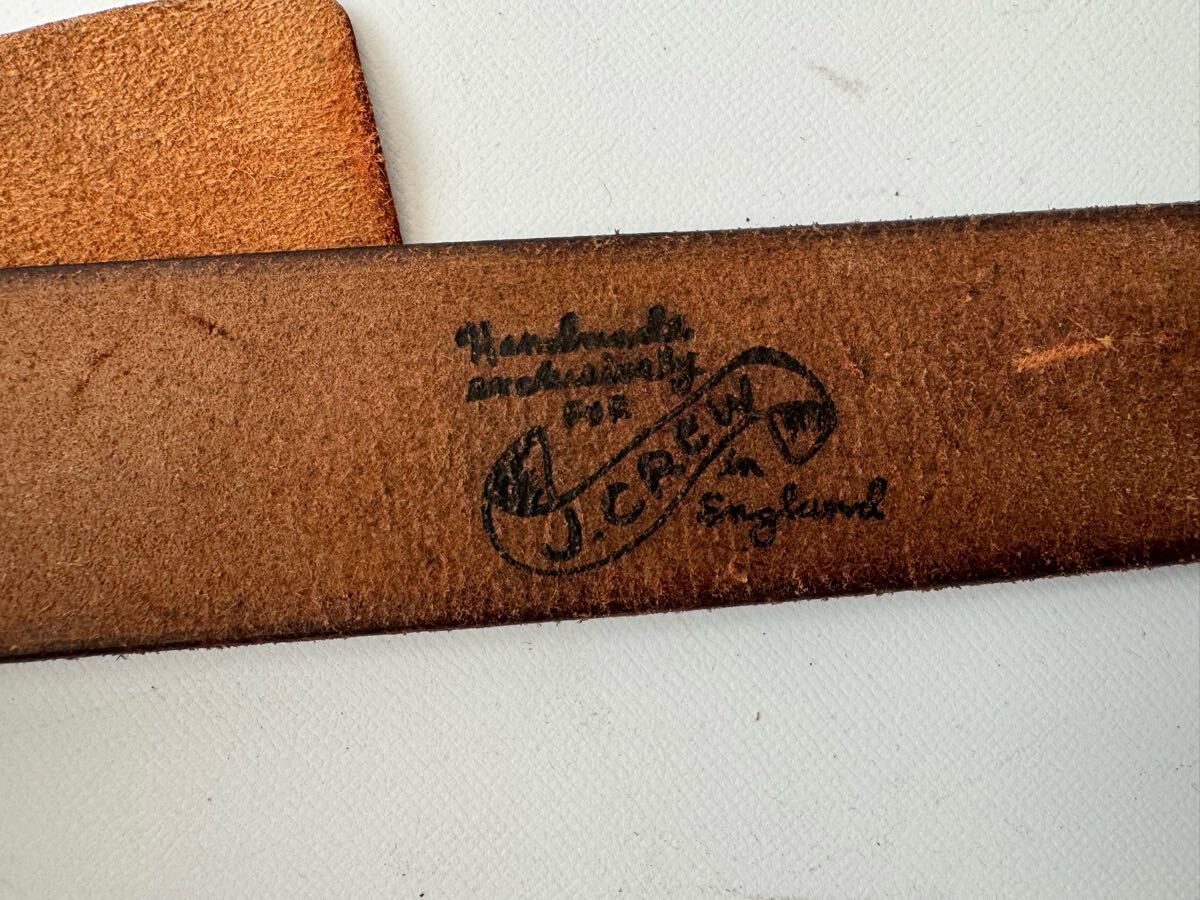 Handmade
exclusively
FOR
J.CREW
in
England